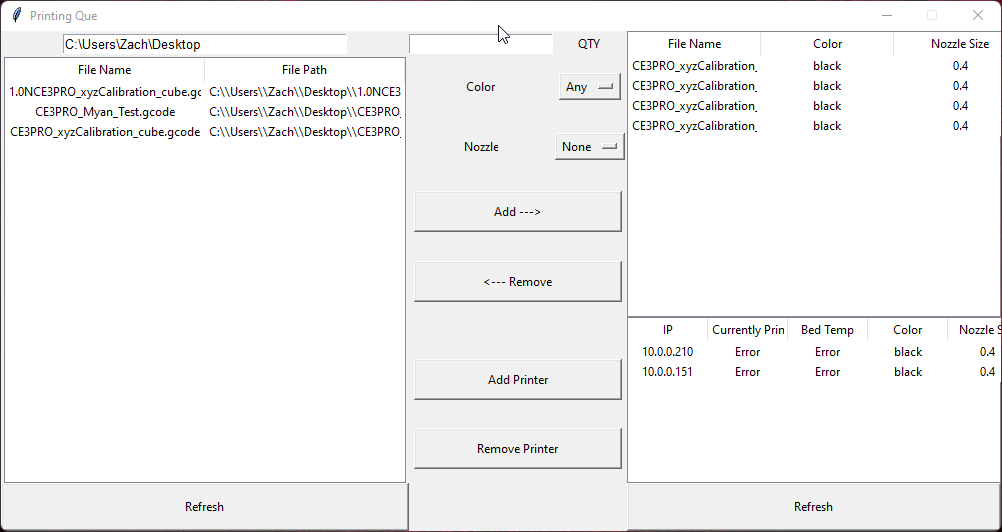 Printing Que
C:\Users\Zach\Desktop
File Name File Path
1.0NCE3PRO_xyzCalibration_cube.gc C:\\Users\\Zach\\Desktop\\1.0NCE3
CE3PRO_Myan_Test.gcode C:\\Users\\Zach\\Desktop\\CE3PRO_
CE3PRO_xyzCalibration_cube.gcode C:\\Users\\Zach\\Desktop\\CE3PRO_
Refresh
QTY
Color Any
Nozzle None
Add --->
<--- Remove
Add Printer
Remove Printer
File Name Color Nozzle Size
CE3PRO_xyzCalibration_ black 0.4
CE3PRO_xyzCalibration_ black 0.4
CE3PRO_xyzCalibration_ black 0.4
CE3PRO_xyzCalibration_ black 0.4
IP Currently Prin Bed Temp Color Nozzle S
10.0.0.210 Error Error black 0.4
10.0.0.151 Error Error black 0.4
Refresh